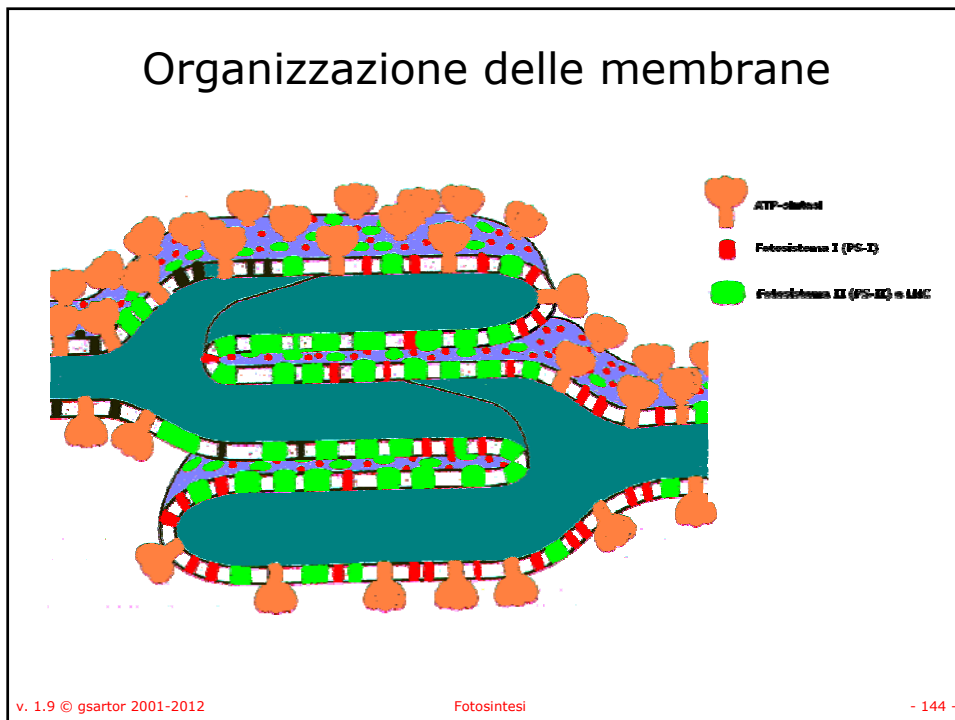 Organizzazione delle membrane
ATP-sintasi
Fotosistema I (PS-I)
Fotosistema II (PS-II) e LHC
v. 1.9 © gsartor 2001-2012
Fotosintesi
- 144 -